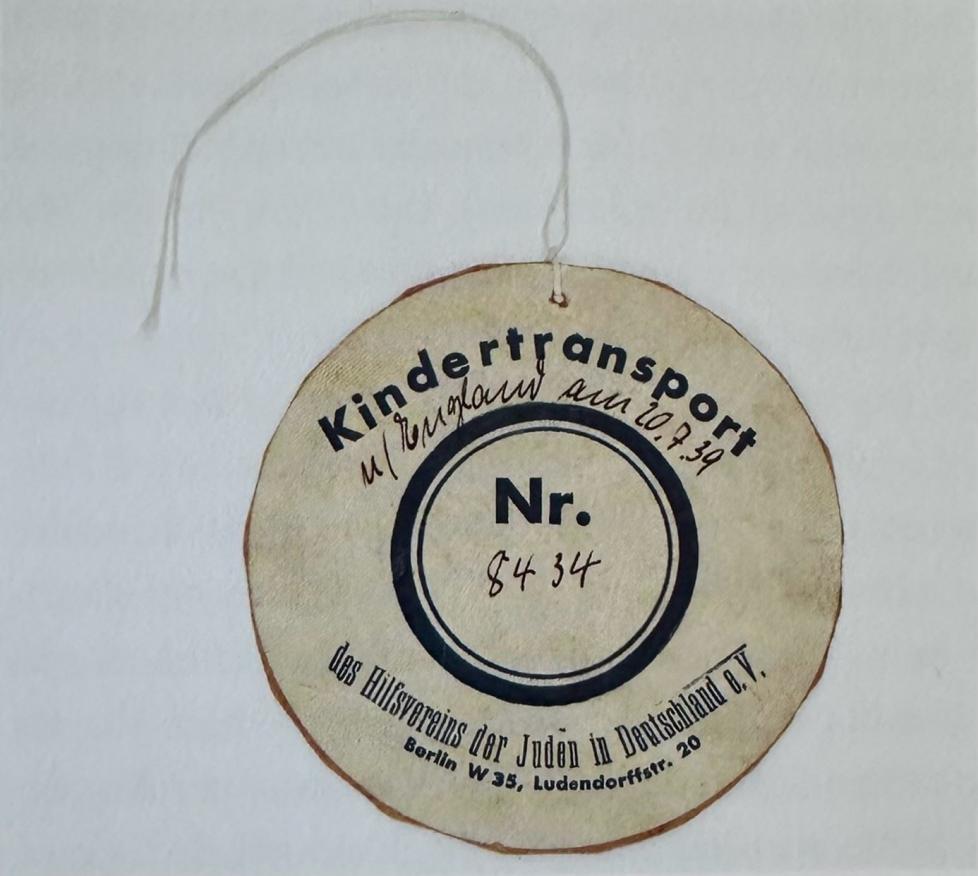 Kindertransport
n/ England am 20.7.39
Nr.
8434
des Hilfsvereins der Juden in Deutschland e.V.
Berlin W 35, Ludendorffstr. 20